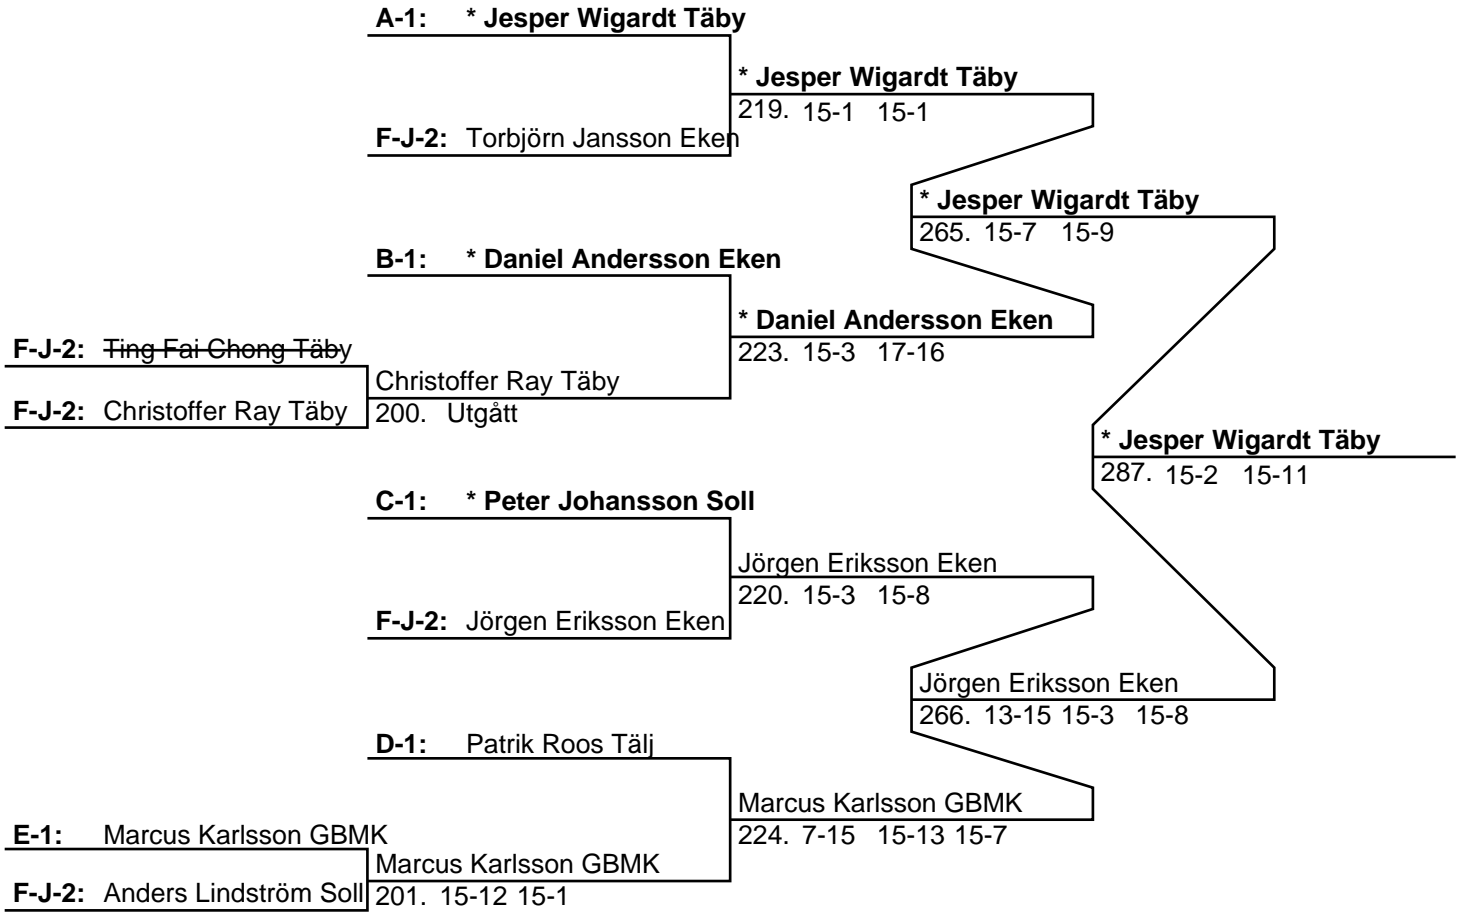 A-1: * Jesper Wigardt Täby
* Jesper Wigardt Täby
219. 15-1 15-1
F-J-2: Torbjörn Jansson Eken
* Jesper Wigardt Täby
265. 15-7 15-9
B-1: * Daniel Andersson Eken
* Daniel Andersson Eken
223. 15-3 17-16
F-J-2: Ting Fai Chong Täby
Christoffer Ray Täby
200. Utgått
F-J-2: Christoffer Ray Täby
* Jesper Wigardt Täby
287. 15-2 15-11
C-1: * Peter Johansson Soll
Jörgen Eriksson Eken
220. 15-3 15-8
F-J-2: Jörgen Eriksson Eken
Jörgen Eriksson Eken
266. 13-15 15-3 15-8
D-1: Patrik Roos Tälj
Marcus Karlsson GBMK
224. 7-15 15-13 15-7
E-1: Marcus Karlsson GBMK
Marcus Karlsson GBMK
201. 15-12 15-1
F-J-2: Anders Lindström Soll